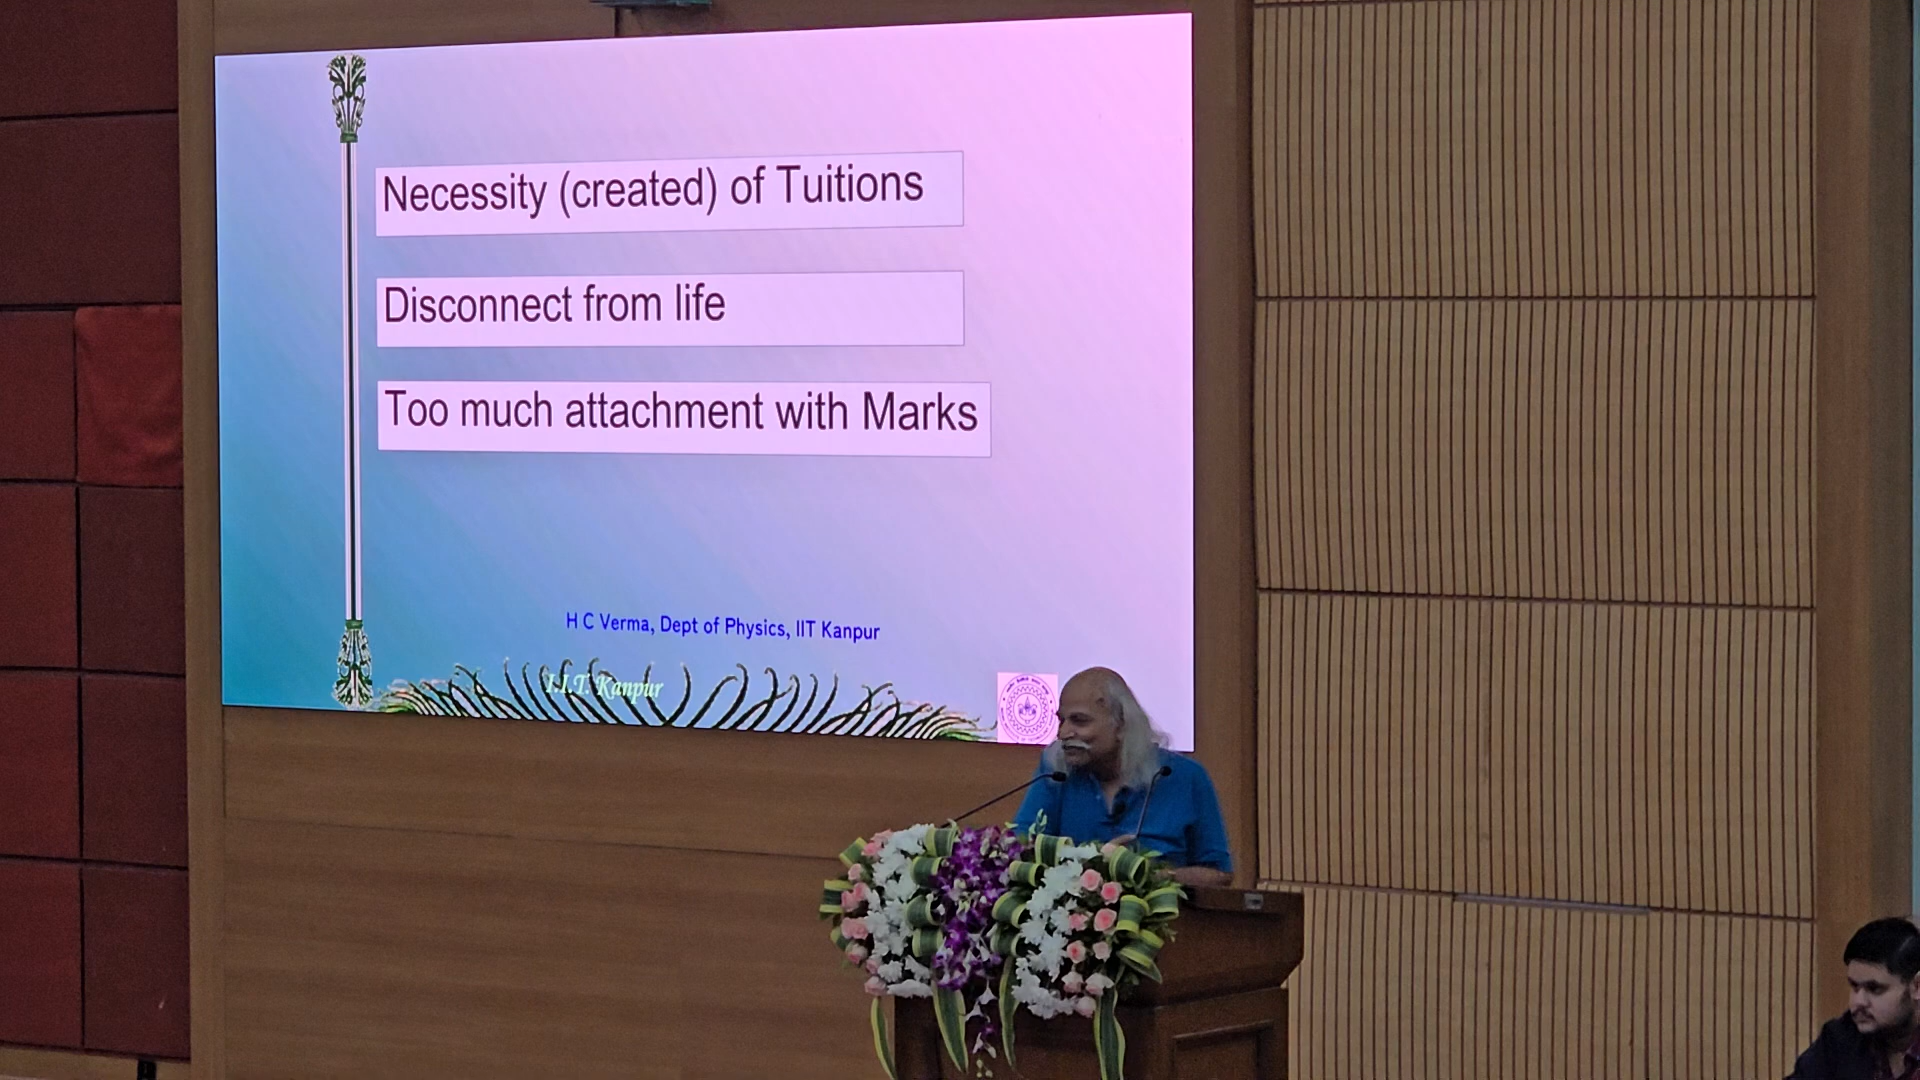 Necessity (created) of Tuitions
Disconnect from life
Too much attachment with Marks
H C Verma, Dept of Physics, IIT Kanpur
I.I.T. Kanpur